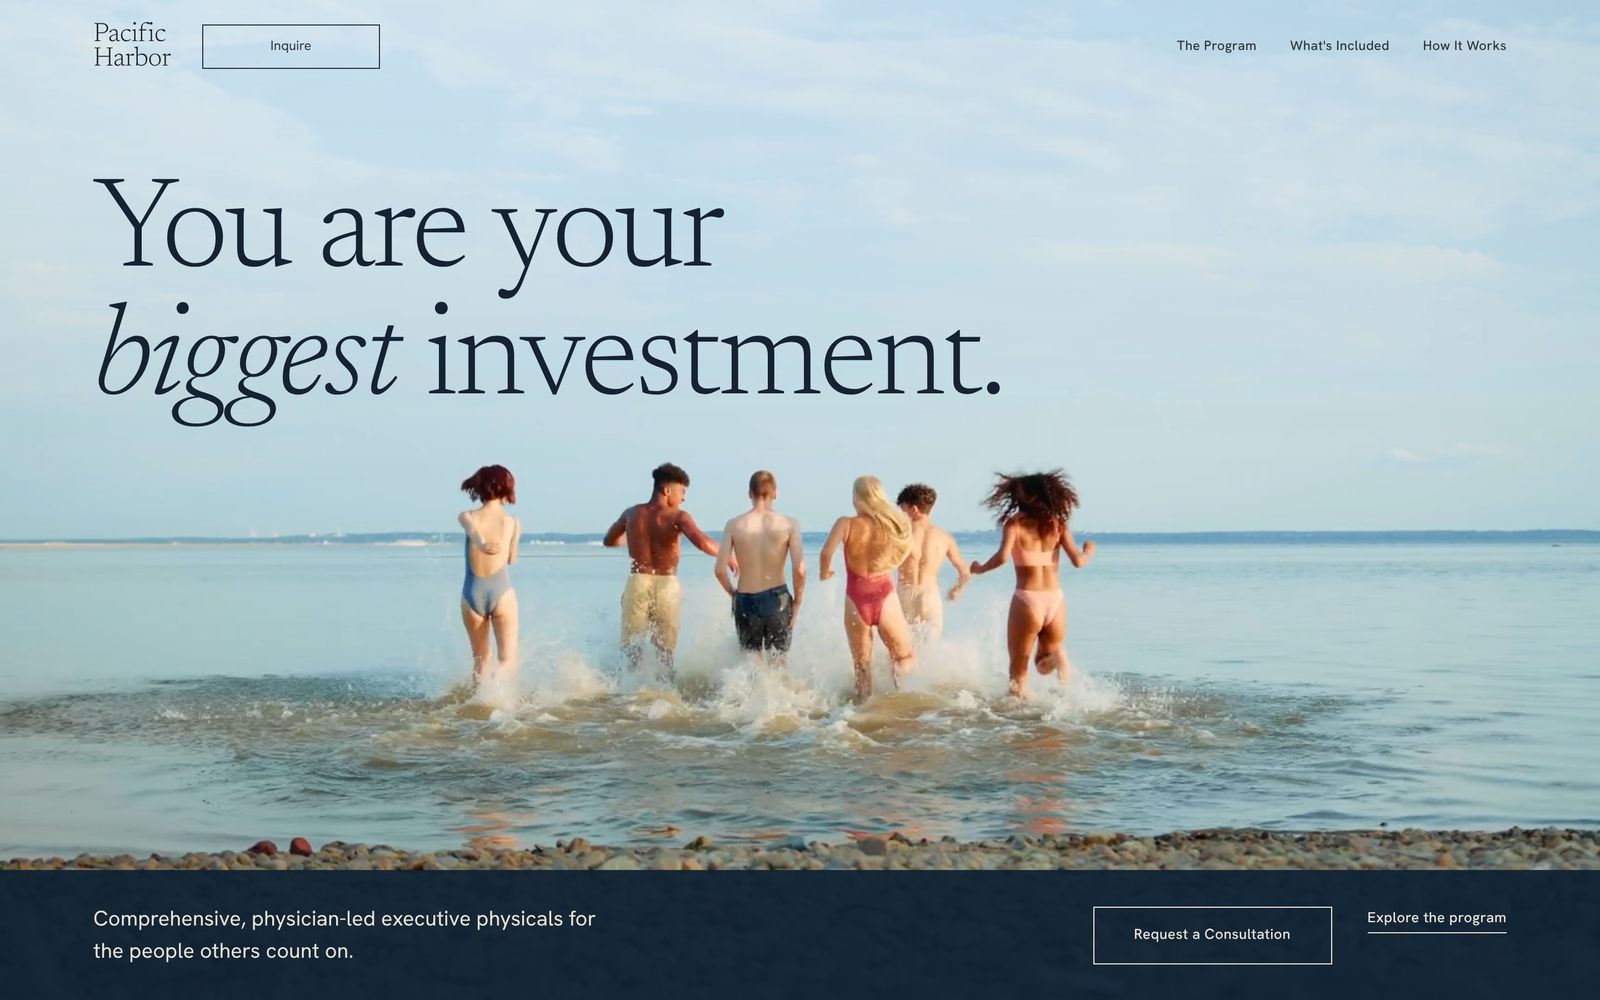 Pacific
Harbor
Inquire
The Program
What's Included
How It Works
You are your
biggest investment.
Comprehensive, physician-led executive physicals for
the people others count on.
Request a Consultation
Explore the program